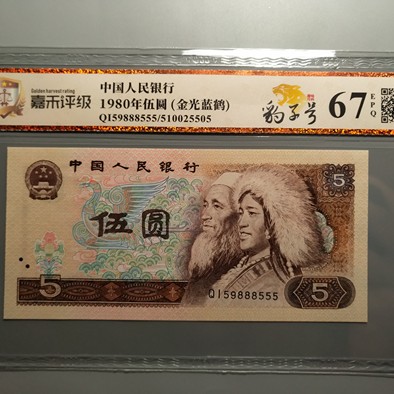 Golden harvest rating
嘉禾评级
中国人民银行
1980年伍圆 (金光蓝鹤)
QI59888555/510025505
豹子号
67
EPQ
中国人民银行
5
伍圆
5
QI59888555
5